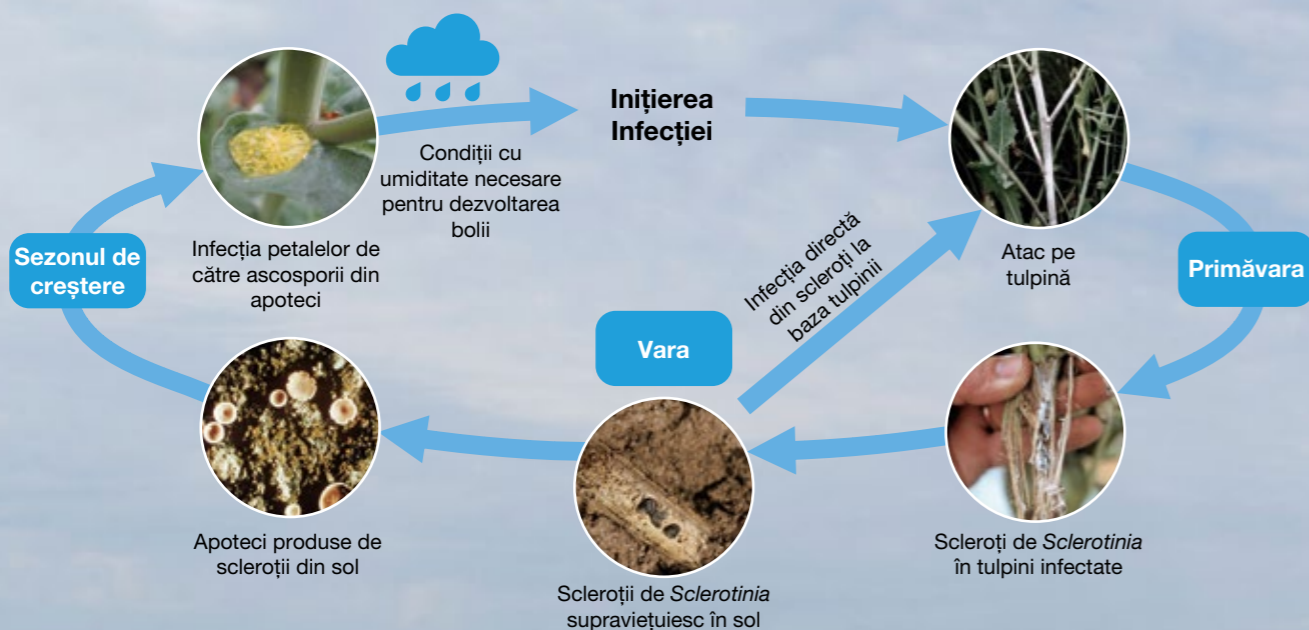 Inițierea
Infecției
Condiții cu
umiditate necesare
pentru dezvoltarea
bolii
Infecția petalelor de
către ascosporii din
apoteci
Sezonul de
creștere
Atac pe
tulpină
Primăvara
Infecția directă
din scleroți la
baza tulpinii
Vara
Apoteci produse de
scleroții din sol
Scleroții de Sclerotinia
supraviețuiesc în sol
Scleroți de Sclerotinia
în tulpini infectate